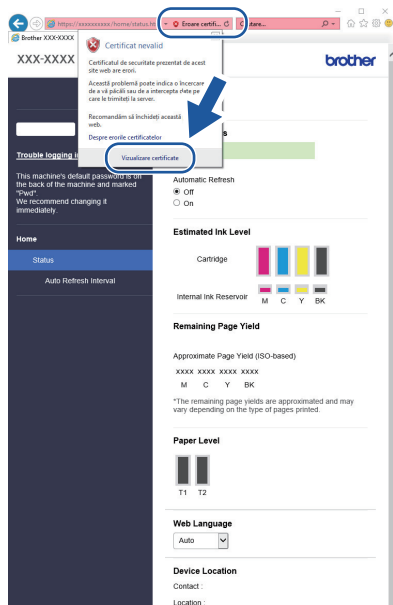 https://xxxxxxxxxxx/home/status.ht
Eroare certifi...
Brother XXX-XXXX
XXX-XXXX
brother
Certificat nevalid
Certificatul de securitate prezentat de acest
site web are erori.
Această problemă poate indica o încercare
de a vă păcăli sau de a intercepta date pe
care le trimiteți la server.
Recomandăm să închideți această
web.
Despre erorile certificatelor
Vizualizare certificate
s
Trouble logging i
This machine's default password is on
the back of the machine and marked
"Pwd".
We recommend changing it
immediately.
Home
Status
Auto Refresh Interval
Automatic Refresh
Off
On
Estimated Ink Level
Cartridge
Internal Ink Reservoir
M C Y BK
Remaining Page Yield
Approximate Page Yield (ISO-based)
xxxx xxxx xxxx xxxx
M C Y BK
*The remaining page yields are approximated and may
vary depending on the type of pages printed.
Paper Level
T1 T2
Web Language
Auto
Device Location
Contact :
Location :